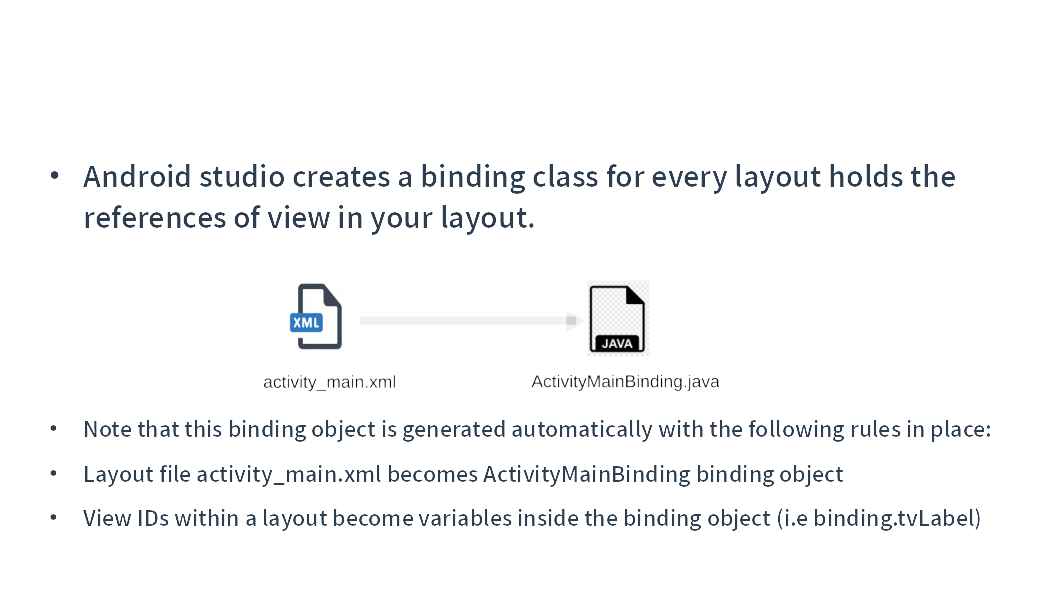 • Android studio creates a binding class for every layout holds the
references of view in your layout.
XML
JAVA
activity_main.xml
ActivityMainBinding.java
• Note that this binding object is generated automatically with the following rules in place:
• Layout file activity_main.xml becomes ActivityMainBinding binding object
• View IDs within a layout become variables inside the binding object (i.e binding.tvLabel)